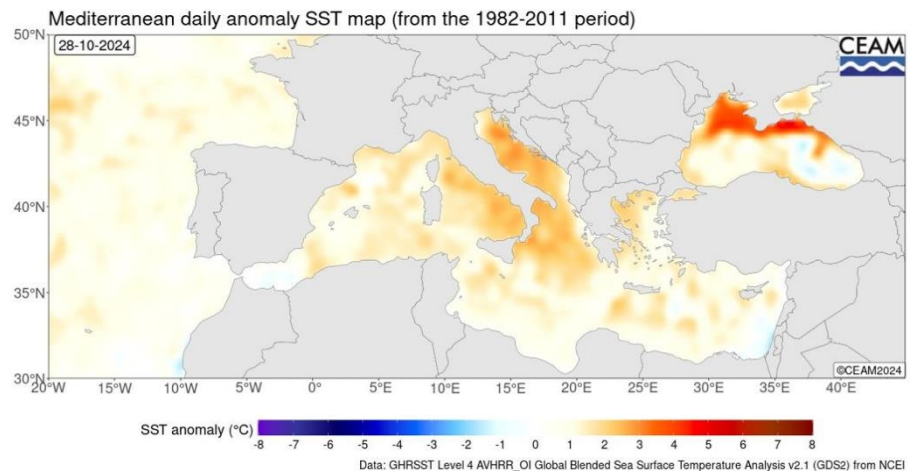 Mediterranean daily anomaly SST map (from the 1982-2011 period)
50°N
28-10-2024
CEAM
45°N
40°N
35°N
30°N
©CEAM2024
20°W 15°W 10°W 5°W 0° 5°E 10°E 15°E 20°E 25°E 30°E 35°E 40°E
SST anomaly (°C)
-8 -7 -6 -5 -4 -3 -2 -1 0 1 2 3 4 5 6 7 8
Data: GHRSST Level 4 AVHRR_OI Global Blended Sea Surface Temperature Analysis v2.1 (GDS2) from NCEI